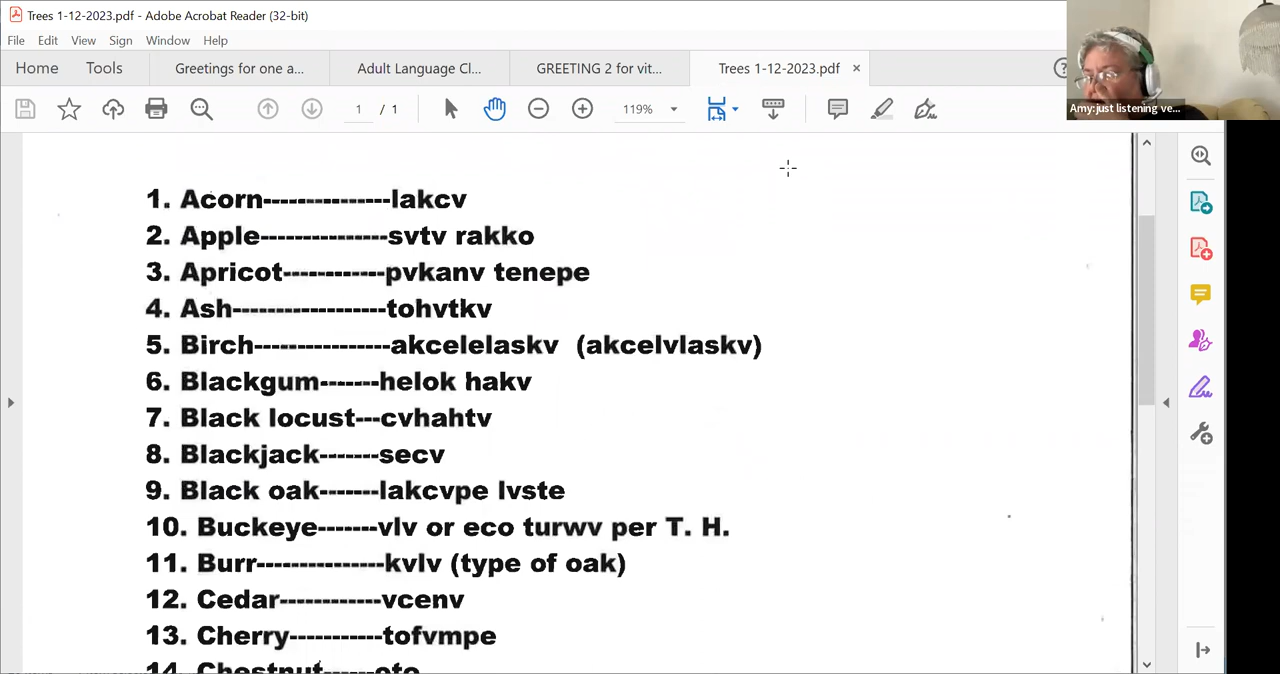 Trees 1-12-2023.pdf - Adobe Acrobat Reader (32-bit)
File Edit View Sign Window Help
Home Tools Greetings for one a... Adult Language Cl... GREETING 2 for vit... Trees 1-12-2023.pdf ×
1 / 1 119%
Amy:just listening ve...
1. Acorn---------------lakcv
2. Apple---------------svtv rakko
3. Apricot------------pvkanv tenepe
4. Ash------------------tohvtkv
5. Birch----------------akcelelaskv (akcelvlaskv)
6. Blackgum-------helok hakv
7. Black locust---cvhahtv
8. Blackjack-------secv
9. Black oak-------lakcvpe lvste
10. Buckeye-------vlv or eco turwv per T. H.
11. Burr---------------kvlv (type of oak)
12. Cedar------------vcenv
13. Cherry-----------tofvmpe
14. Chestnut------oto